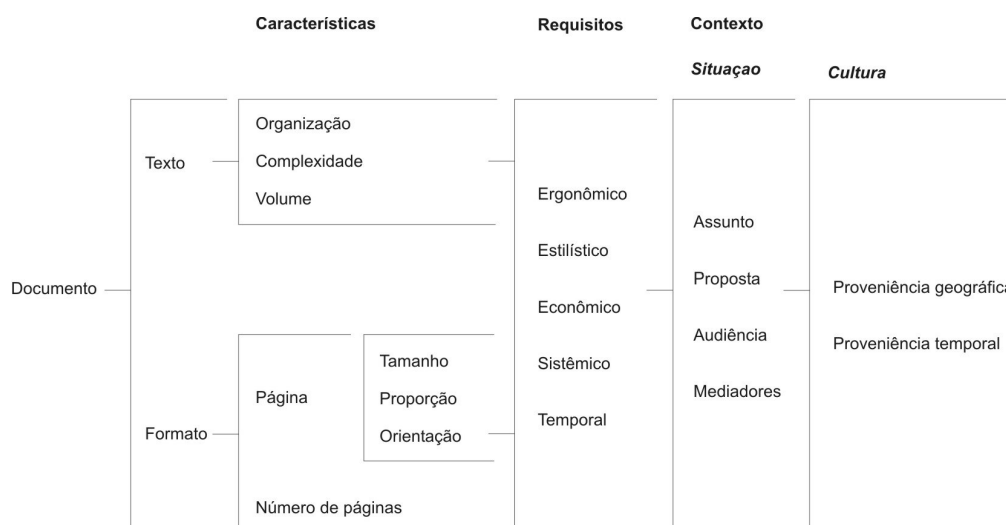 Características
Requisitos
Contexto
Situaçao
Cultura
Documento
Texto
Organização
Complexidade
Volume
Formato
Página
Tamanho
Proporção
Orientação
Número de páginas
Ergonômico
Estilístico
Econômico
Sistêmico
Temporal
Assunto
Proposta
Audiência
Mediadores
Proveniência geográfica
Proveniência temporal